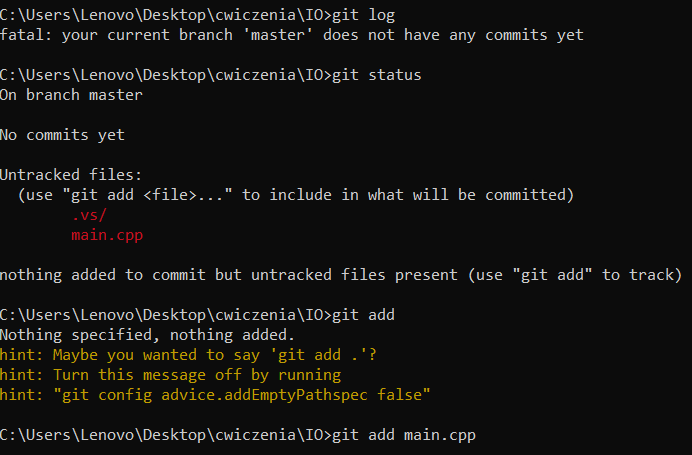 C:\Users\Lenovo\Desktop\cwiczenia\IO>git log
fatal: your current branch 'master' does not have any commits yet
C:\Users\Lenovo\Desktop\cwiczenia\IO>git status
On branch master
No commits yet
Untracked files:
(use "git add <file>..." to include in what will be committed)
.vs/
main.cpp
nothing added to commit but untracked files present (use "git add" to track)
C:\Users\Lenovo\Desktop\cwiczenia\IO>git add
Nothing specified, nothing added.
hint: Maybe you wanted to say 'git add .'?
hint: Turn this message off by running
hint: "git config advice.addEmptyPathspec false"
C:\Users\Lenovo\Desktop\cwiczenia\IO>git add main.cpp